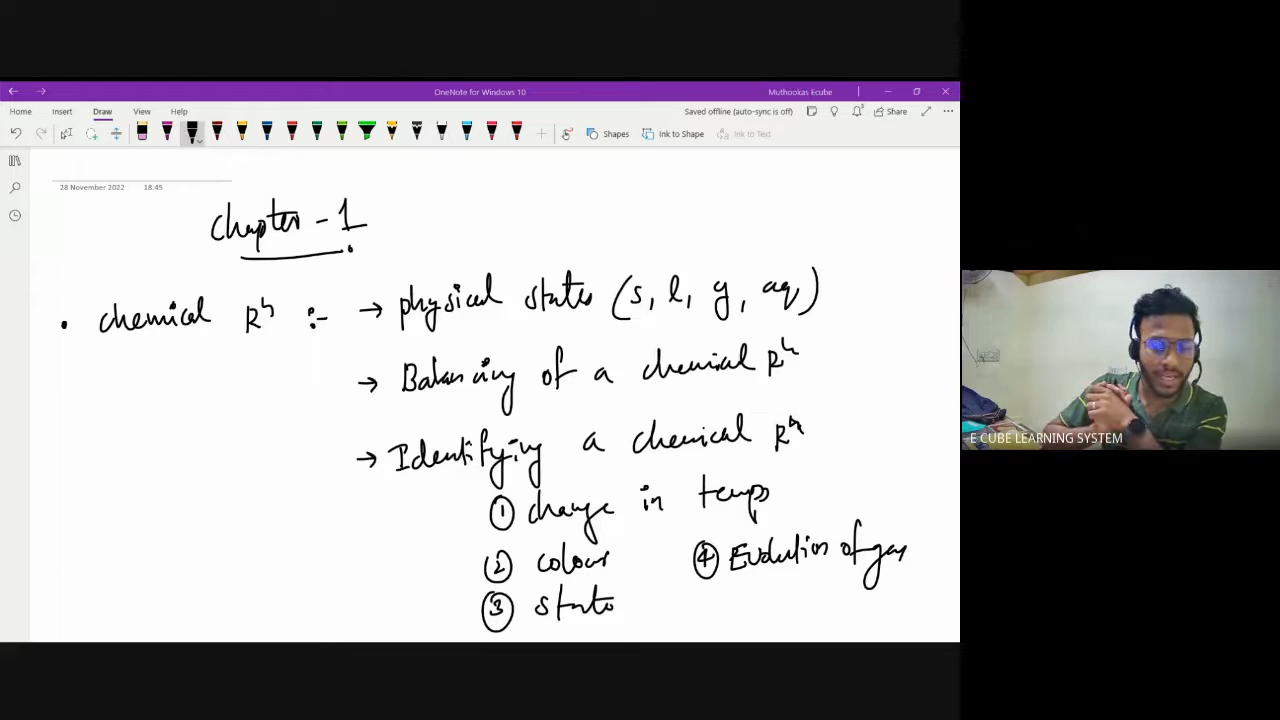 OneNote for Windows 10
Muthookas Ecube
Home Insert Draw View Help
Saved offline (auto-sync is off)
Share
Shapes
Ink to Shape
Ink to Text
28 November 2022 18:45
Chapter - 1
• chemical Rn :- → physical states (s, l, g, aq)
→ Balancing of a chemical Rn
→ Identifying a chemical Rn
① change in temp
② colour ④ Evolution of gas
③ state
E CUBE LEARNING SYSTEM